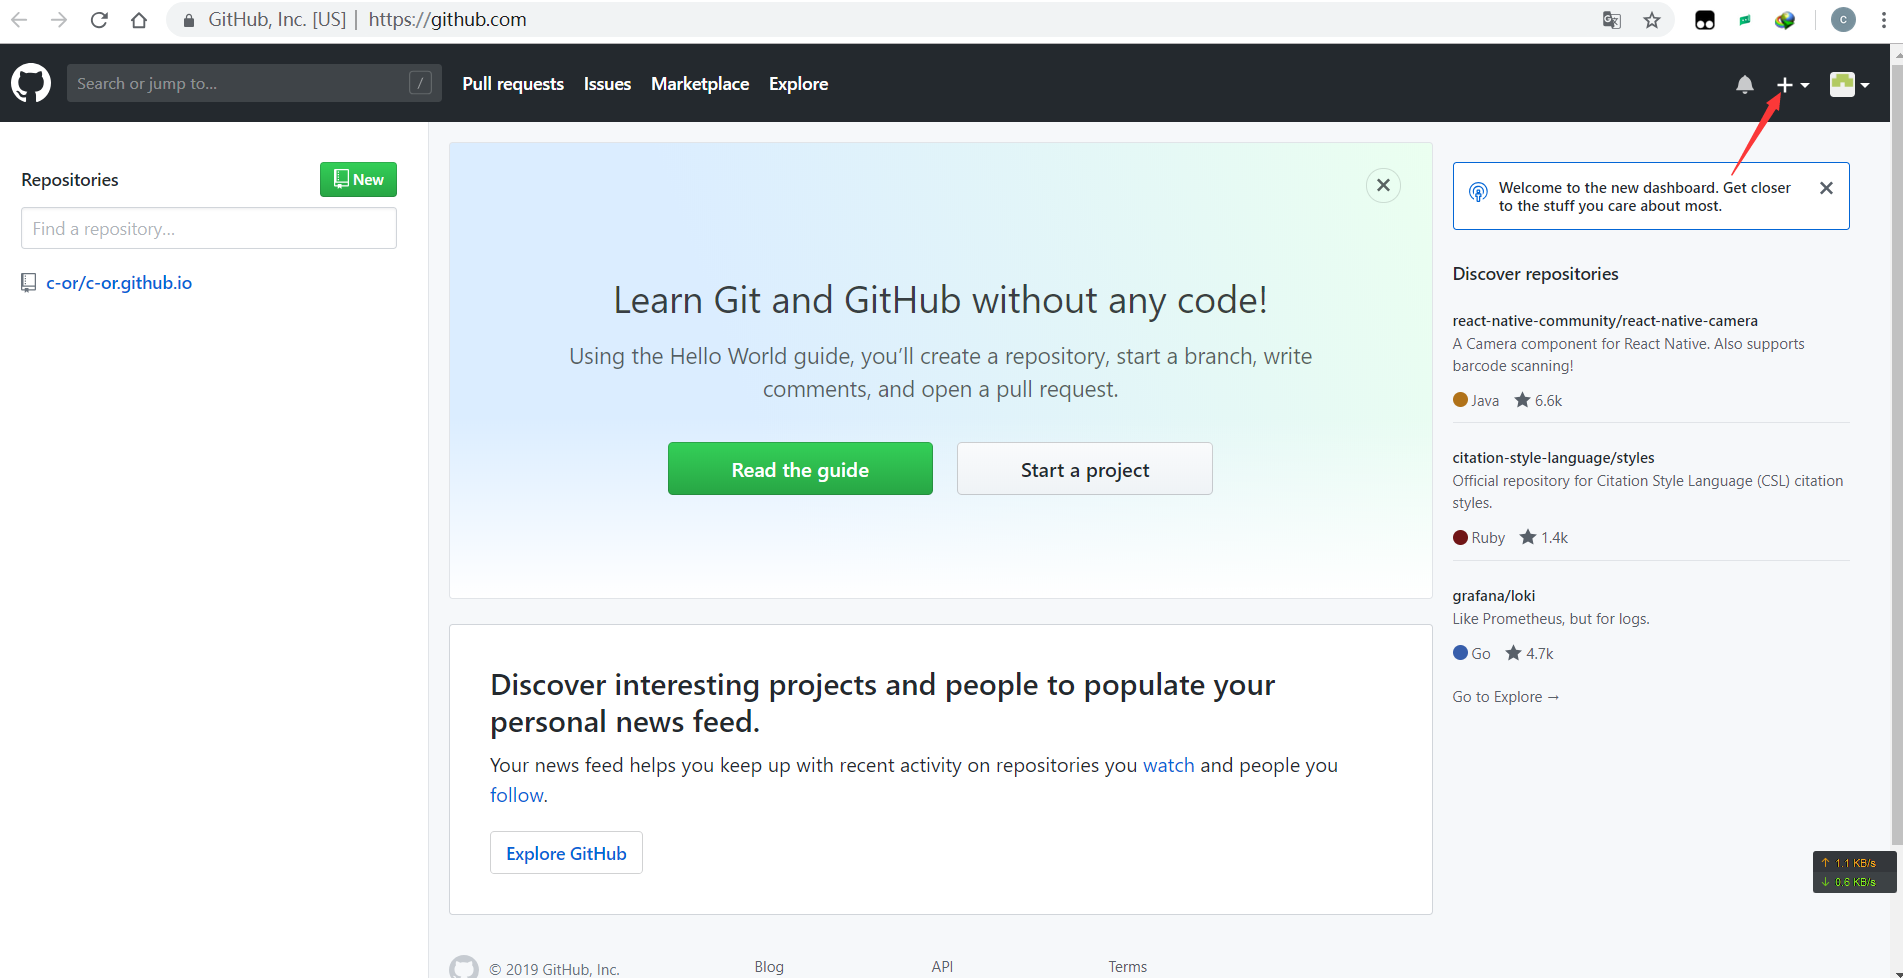 GitHub, Inc. [US] | https://github.com
C
Search or jump to... /
Pull requests Issues Marketplace Explore
Repositories
New
Find a repository...
c-or/c-or.github.io
Learn Git and GitHub without any code!
Using the Hello World guide, you’ll create a repository, start a branch, write
comments, and open a pull request.
Read the guide
Start a project
Discover interesting projects and people to populate your
personal news feed.
Your news feed helps you keep up with recent activity on repositories you watch and people you
follow.
Explore GitHub
Welcome to the new dashboard. Get closer
to the stuff you care about most.
Discover repositories
react-native-community/react-native-camera
A Camera component for React Native. Also supports
barcode scanning!
Java 6.6k
citation-style-language/styles
Official repository for Citation Style Language (CSL) citation
styles.
Ruby 1.4k
grafana/loki
Like Prometheus, but for logs.
Go 4.7k
Go to Explore →
↑ 1.1 KB/s
↓ 0.6 KB/s
© 2019 GitHub, Inc.
Blog
API
Terms